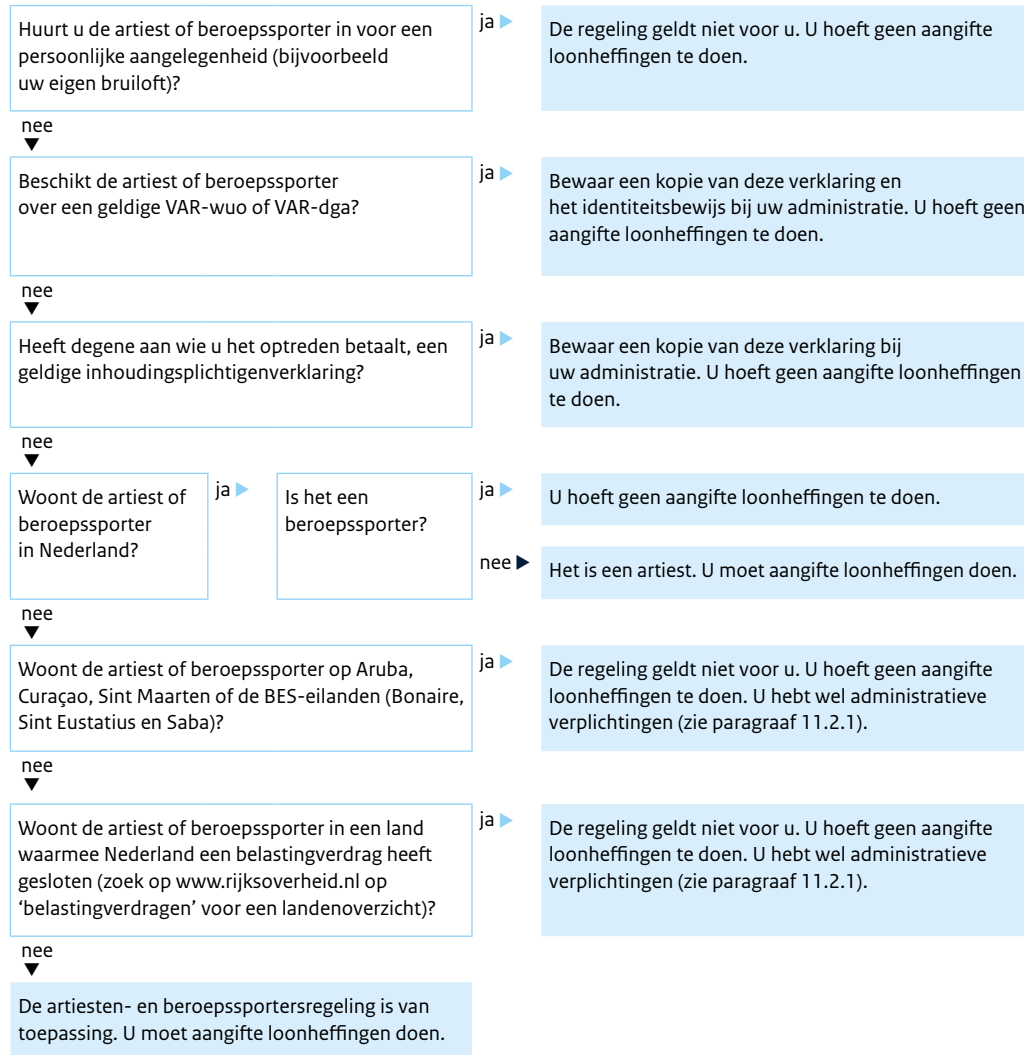 Huurt u de artiest of beroepssporter in voor een
persoonlijke aangelegenheid (bijvoorbeeld
uw eigen bruiloft)?
ja
De regeling geldt niet voor u. U hoeft geen aangifte
loonheffingen te doen.
nee
Beschikt de artiest of beroepssporter
over een geldige VAR-wuo of VAR-dga?
ja
Bewaar een kopie van deze verklaring en
het identiteitsbewijs bij uw administratie. U hoeft geen
aangifte loonheffingen te doen.
nee
Heeft degene aan wie u het optreden betaalt, een
geldige inhoudingsplichtigenverklaring?
ja
Bewaar een kopie van deze verklaring bij
uw administratie. U hoeft geen aangifte loonheffingen
te doen.
nee
Woont de artiest of
beroepssporter
in Nederland?
ja
Is het een
beroepssporter?
ja
U hoeft geen aangifte loonheffingen te doen.
nee
Het is een artiest. U moet aangifte loonheffingen doen.
nee
Woont de artiest of beroepssporter op Aruba,
Curaçao, Sint Maarten of de BES-eilanden (Bonaire,
Sint Eustatius en Saba)?
ja
De regeling geldt niet voor u. U hoeft geen aangifte
loonheffingen te doen. U hebt wel administratieve
verplichtingen (zie paragraaf 11.2.1).
nee
Woont de artiest of beroepssporter in een land
waarmee Nederland een belastingverdrag heeft
gesloten (zoek op www.rijksoverheid.nl op
‘belastingverdragen’ voor een landenoverzicht)?
ja
De regeling geldt niet voor u. U hoeft geen aangifte
loonheffingen te doen. U hebt wel administratieve
verplichtingen (zie paragraaf 11.2.1).
nee
De artiesten- en beroepssportersregeling is van
toepassing. U moet aangifte loonheffingen doen.